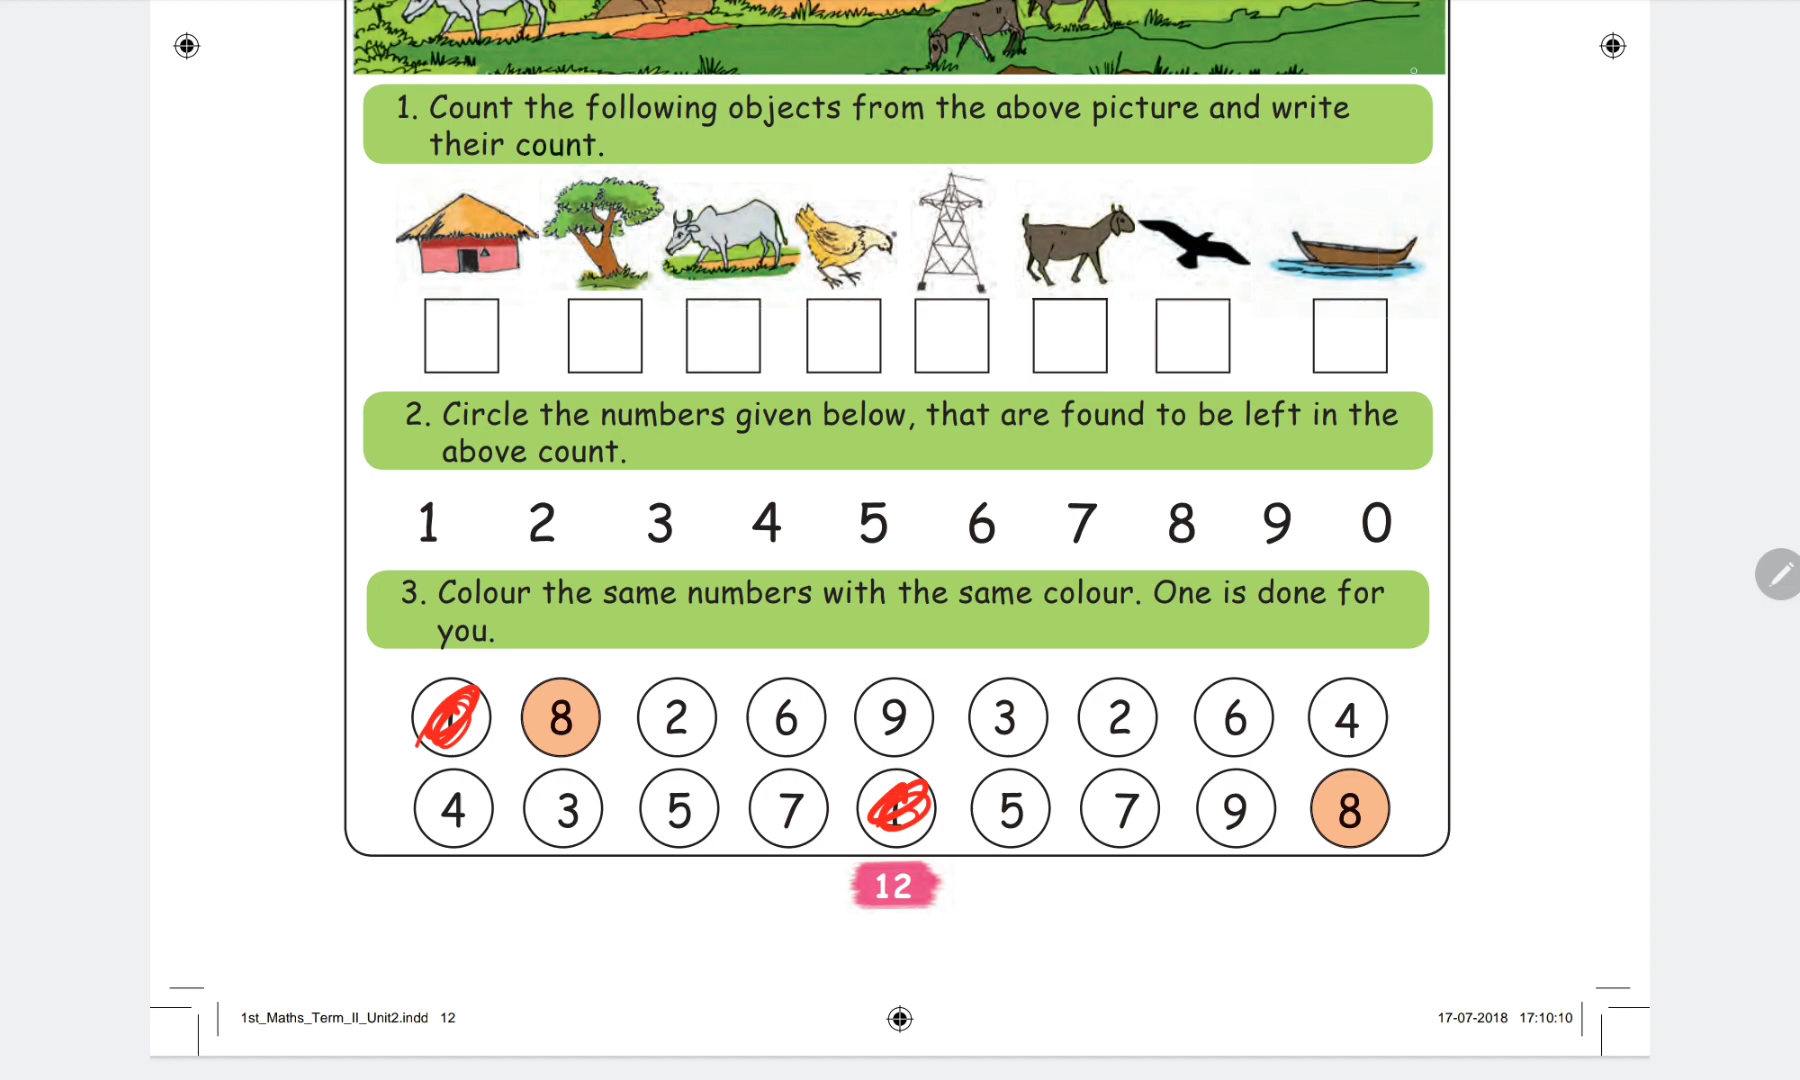 1. Count the following objects from the above picture and write
their count.
2. Circle the numbers given below, that are found to be left in the
above count.
1 2 3 4 5 6 7 8 9 0
3. Colour the same numbers with the same colour. One is done for
you.
1 8 2 6 9 3 2 6 4
4 3 5 7 1 5 7 9 8
12
1st_Maths_Term_II_Unit2.indd 12
17-07-2018 17:10:10